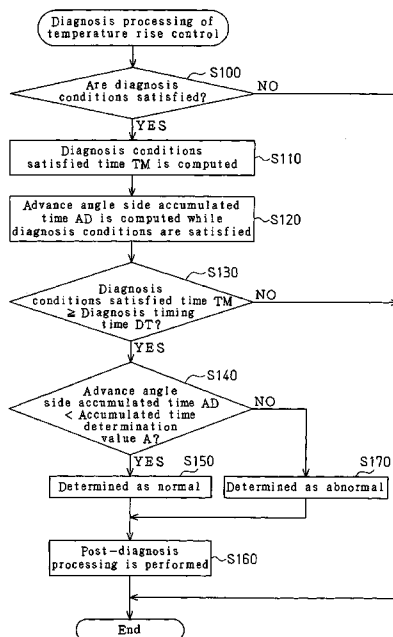 Diagnosis processing of
temperature rise control
S100
Are diagnosis
conditions satisfied?
NO
YES
Diagnosis conditions
satisfied time TM is computed
S110
Advance angle side accumulated
time AD is computed while
diagnosis conditions are satisfied
S120
S130
Diagnosis
conditions satisfied time TM
≥ Diagnosis timing
time DT?
NO
YES
S140
Advance angle
side accumulated time AD
< Accumulated time
determination
value A?
NO
YES
S150
S170
Determined as normal
Determined as abnormal
Post-diagnosis
processing is performed
S160
End